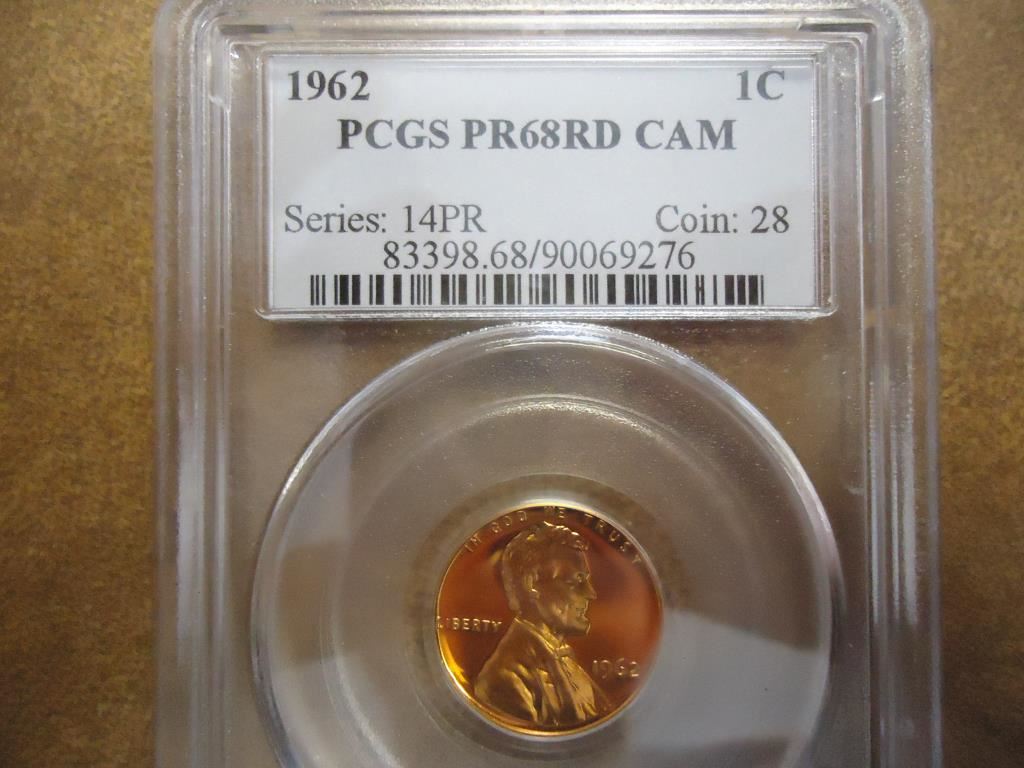 1962 1C
PCGS PR68RD CAM
Series: 14PR Coin: 28
83398.68/90069276
IN GOD WE TRUST
LIBERTY
1962